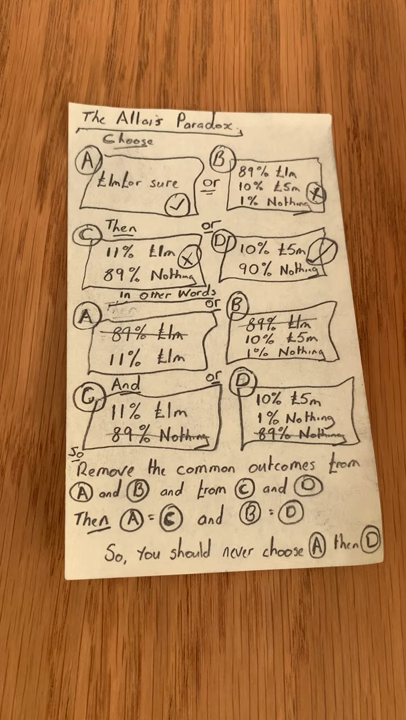 The Allais Paradox
Choose
A £1m for sure or B 89% £1m
10% £5m
1% Nothing
Then or
C 11% £1m D 10% £5m
89% Nothing 90% Nothing
In other Words
A or B
89% £1m 89% £1m
11% £1m 10% £5m
1% Nothing
And or
C 11% £1m D 10% £5m
89% Nothing 1% Nothing
89% Nothing
So
Remove the common outcomes from
A and B and from C and D
Then A = C and B = D
So, you should never choose A then D